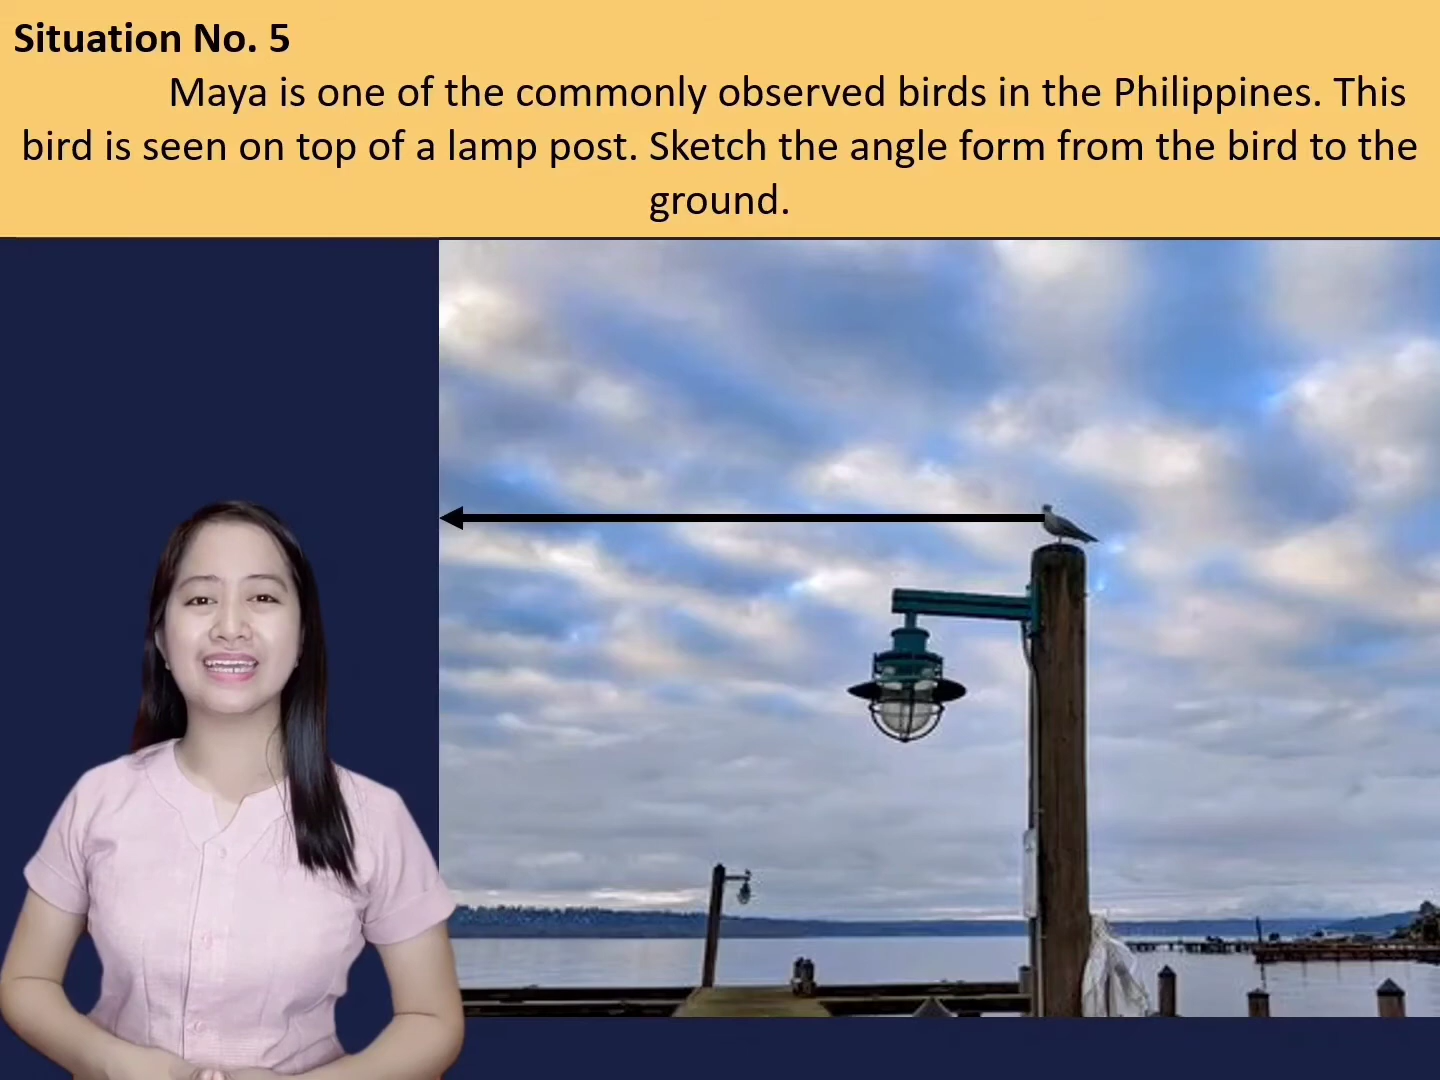 Situation No. 5
Maya is one of the commonly observed birds in the Philippines. This
bird is seen on top of a lamp post. Sketch the angle form from the bird to the
ground.